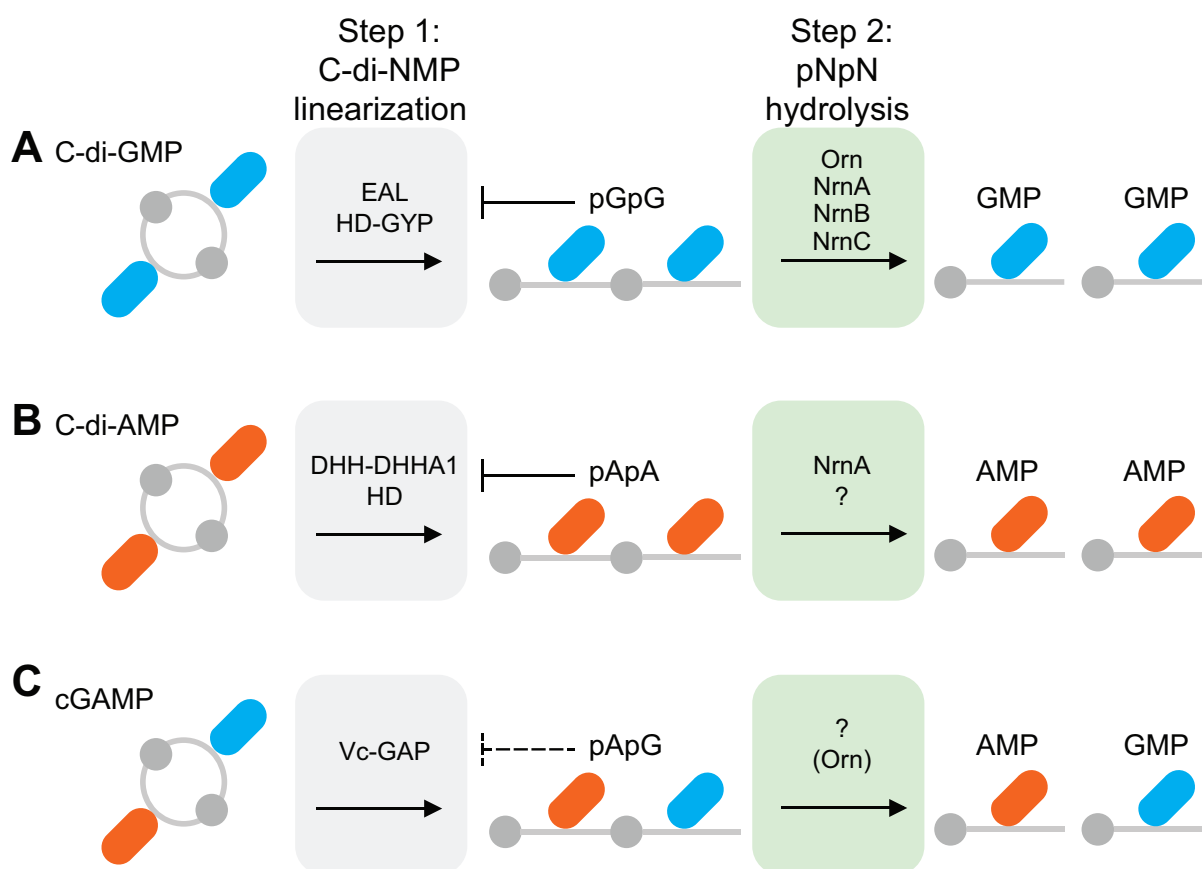 Step 1:
C-di-NMP
linearization
Step 2:
pNpN
hydrolysis
A
C-di-GMP
EAL
HD-GYP
pGpG
Orn
NrnA
NrnB
NrnC
GMP
GMP
B
C-di-AMP
DHH-DHHA1
HD
pApA
NrnA
?
AMP
AMP
C
cGAMP
Vc-GAP
pApG
?
(Orn)
AMP
GMP